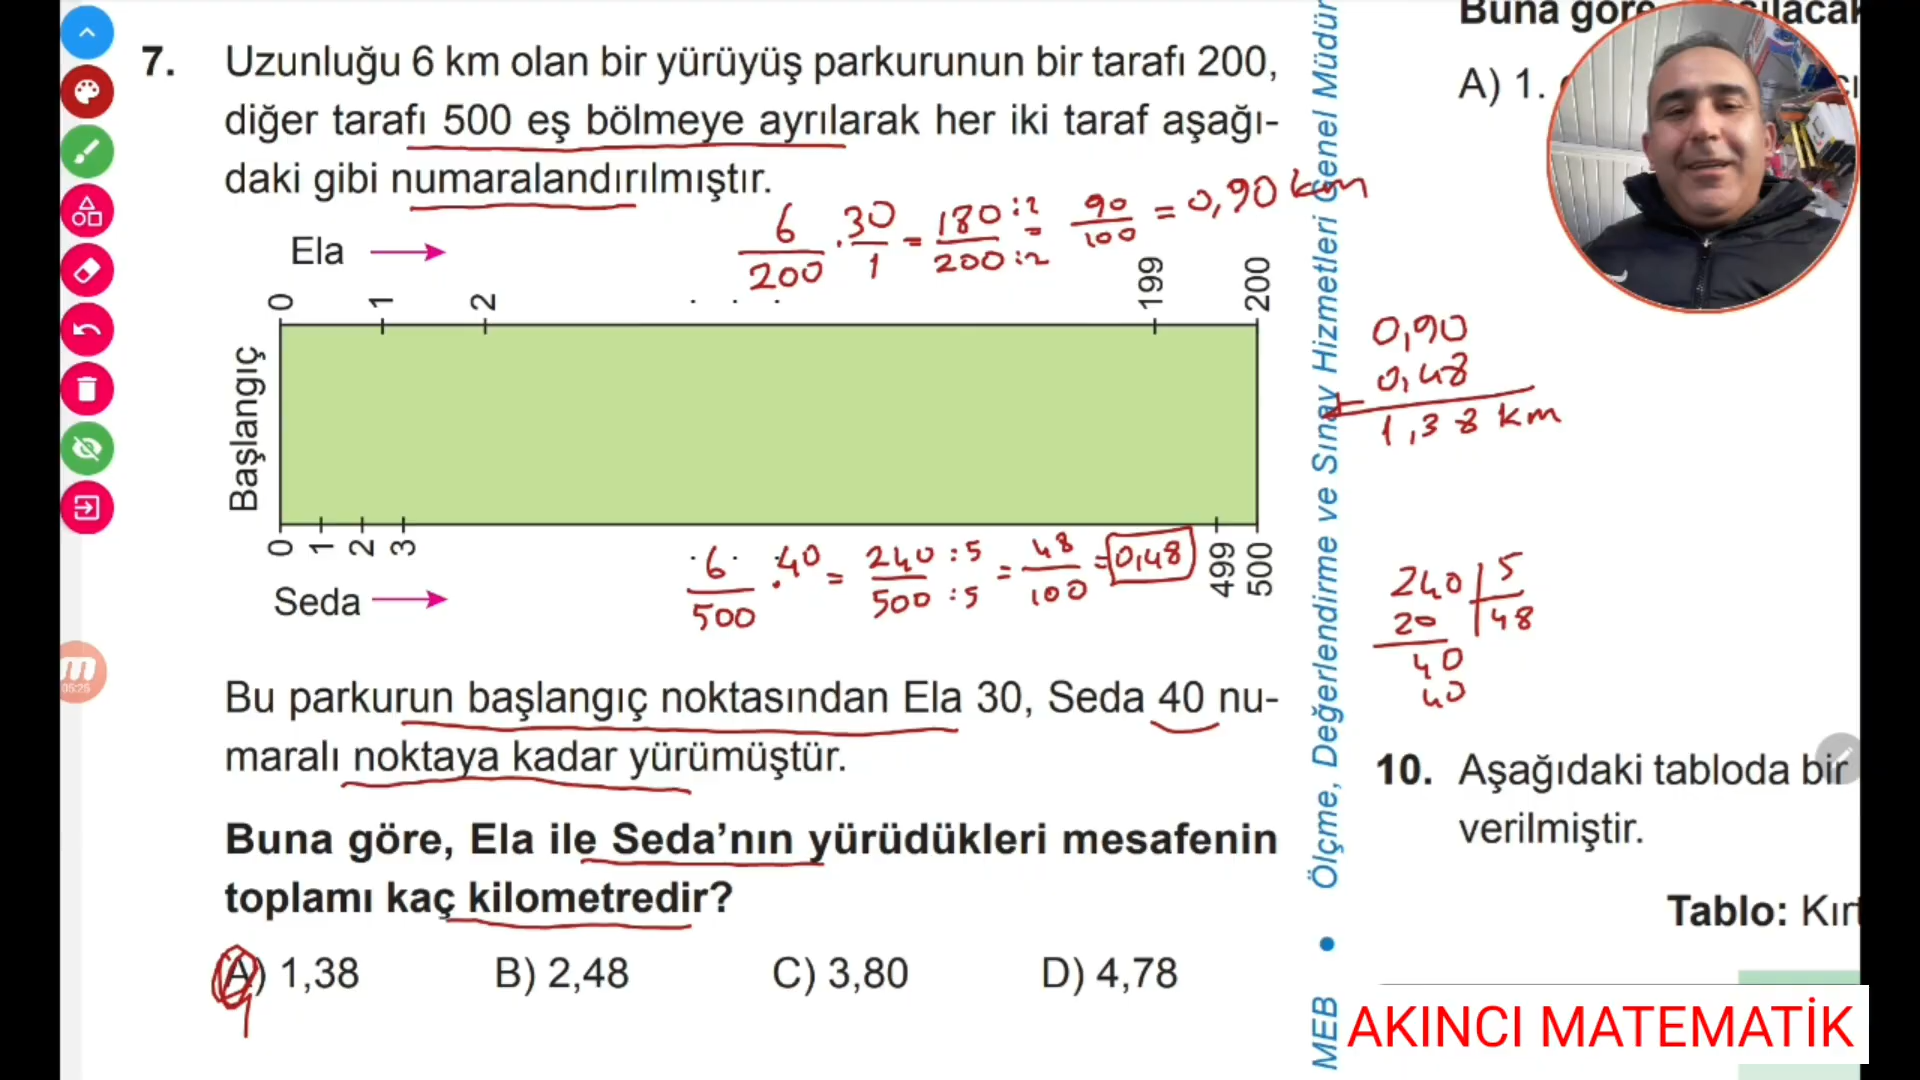 7. Uzunluğu 6 km olan bir yürüyüş parkurunun bir tarafı 200,
diğer tarafı 500 eş bölmeye ayrılarak her iki taraf aşağı-
daki gibi numaralandırılmıştır.
6/200 . 30/1 = 180:2/200:2 = 90/100 = 0,90 km
Ela
0 1 2 . . . 199 200
Başlangıç
0 1 2 3 . . . 499 500
Seda
6/500 . 40 = 240:5/500:5 = 48/100 = 0,48
Bu parkurun başlangıç noktasından Ela 30, Seda 40 nu-
maralı noktaya kadar yürümüştür.
Buna göre, Ela ile Seda’nın yürüdükleri mesafenin
toplamı kaç kilometredir?
A) 1,38 B) 2,48 C) 3,80 D) 4,78
MEB • Ölçme, Değerlendirme ve Sınav Hizmetleri Genel Müdür
Buna göre
A) 1.
0,90
0,48
+
1,38 km
240 5
20 48
40
40
10. Aşağıdaki tabloda bir
verilmiştir.
Tablo: Kırt
AKINCI MATEMATİK